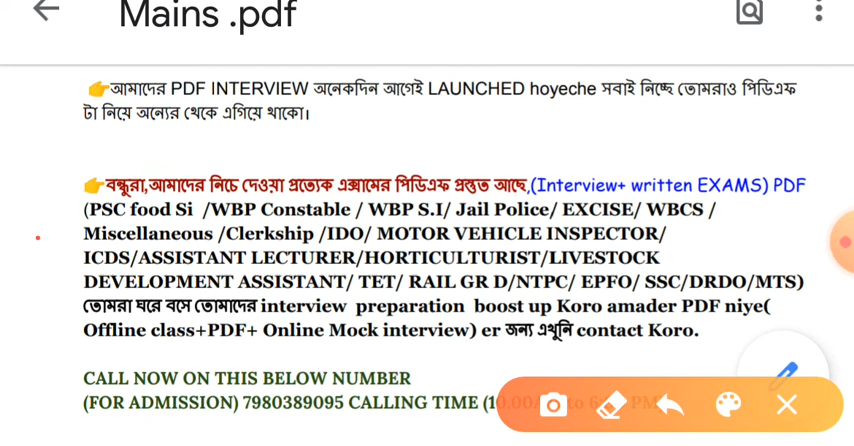 Mains .pdf
👉আমাদের PDF INTERVIEW অনেকদিন আগেই LAUNCHED hoyeche সবাই নিচ্ছে তোমরাও পিডিএফ
টা নিয়ে অন্যের থেকে এগিয়ে থাকো।
👉বন্ধুরা,আমাদের নিচে দেওয়া প্রত্যেক এক্সামের পিডিএফ প্রস্তুত আছে,(Interview+ written EXAMS) PDF
(PSC food Si /WBP Constable / WBP S.I/ Jail Police/ EXCISE/ WBCS /
Miscellaneous /Clerkship /IDO/ MOTOR VEHICLE INSPECTOR/
ICDS/ASSISTANT LECTURER/HORTICULTURIST/LIVESTOCK
DEVELOPMENT ASSISTANT/ TET/ RAIL GR D/NTPC/ EPFO/ SSC/DRDO/MTS)
তোমরা ঘরে বসে তোমাদের interview preparation boost up Koro amader PDF niye(
Offline class+PDF+ Online Mock interview) er জন্য এখুনি contact Koro.
CALL NOW ON THIS BELOW NUMBER
(FOR ADMISSION) 7980389095 CALLING TIME (10.00 to PM